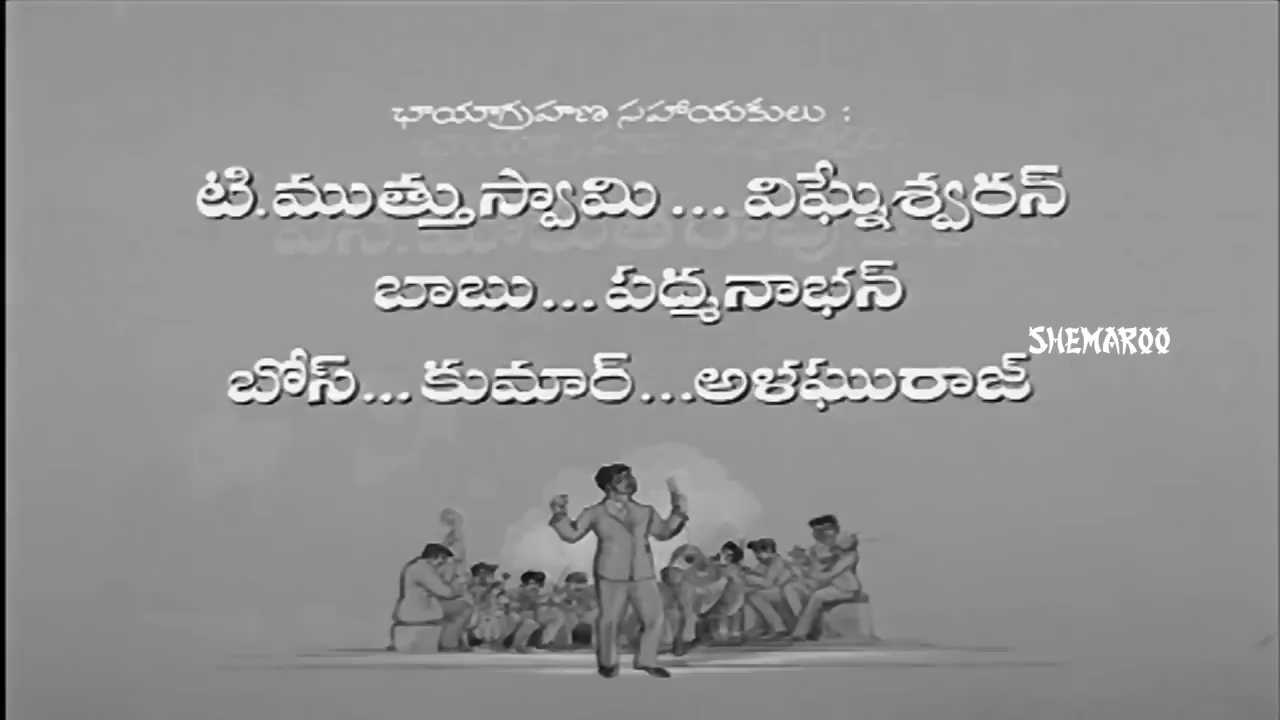 ఛాయాగ్రహణ సహాయకులు :
టి.ముత్తుస్వామి... విఘ్నేశ్వరన్
బాబు...పద్మనాభన్
SHEMAROO
బోస్...కుమార్...అళఘురాజ్